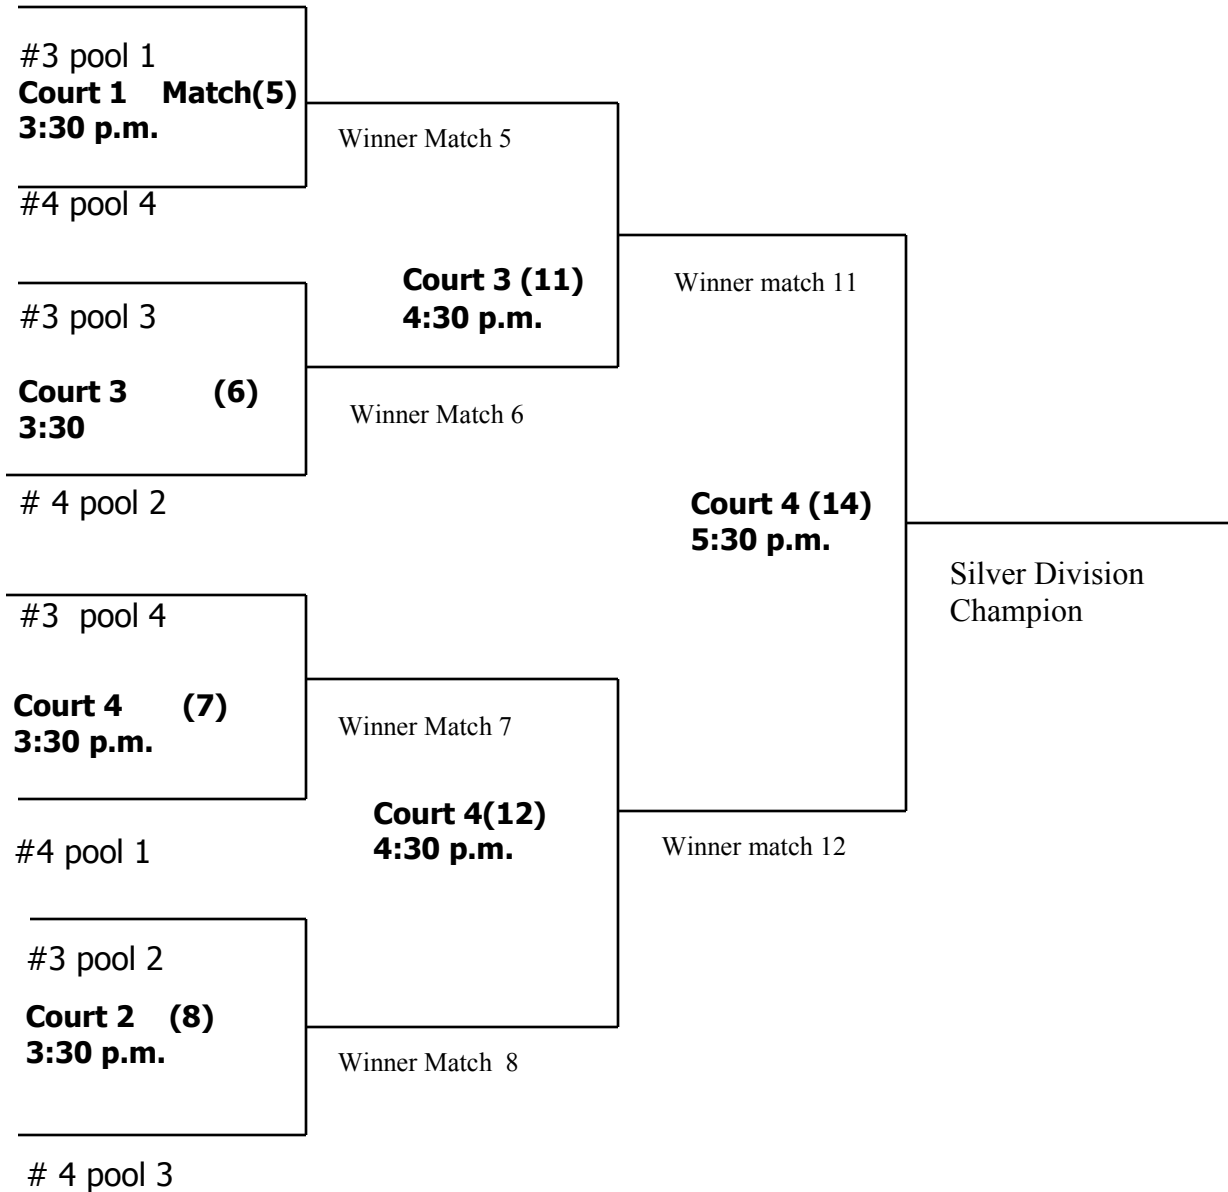 #3 pool 1
Court 1 Match(5)
3:30 p.m.
#4 pool 4
Winner Match 5
#3 pool 3
Court 3 (6)
3:30
# 4 pool 2
Court 3 (11)
4:30 p.m.
Winner Match 6
Winner match 11
Court 4 (14)
5:30 p.m.
Silver Division
Champion
#3 pool 4
Court 4 (7)
3:30 p.m.
#4 pool 1
Winner Match 7
Court 4(12)
4:30 p.m.
Winner match 12
#3 pool 2
Court 2 (8)
3:30 p.m.
# 4 pool 3
Winner Match 8